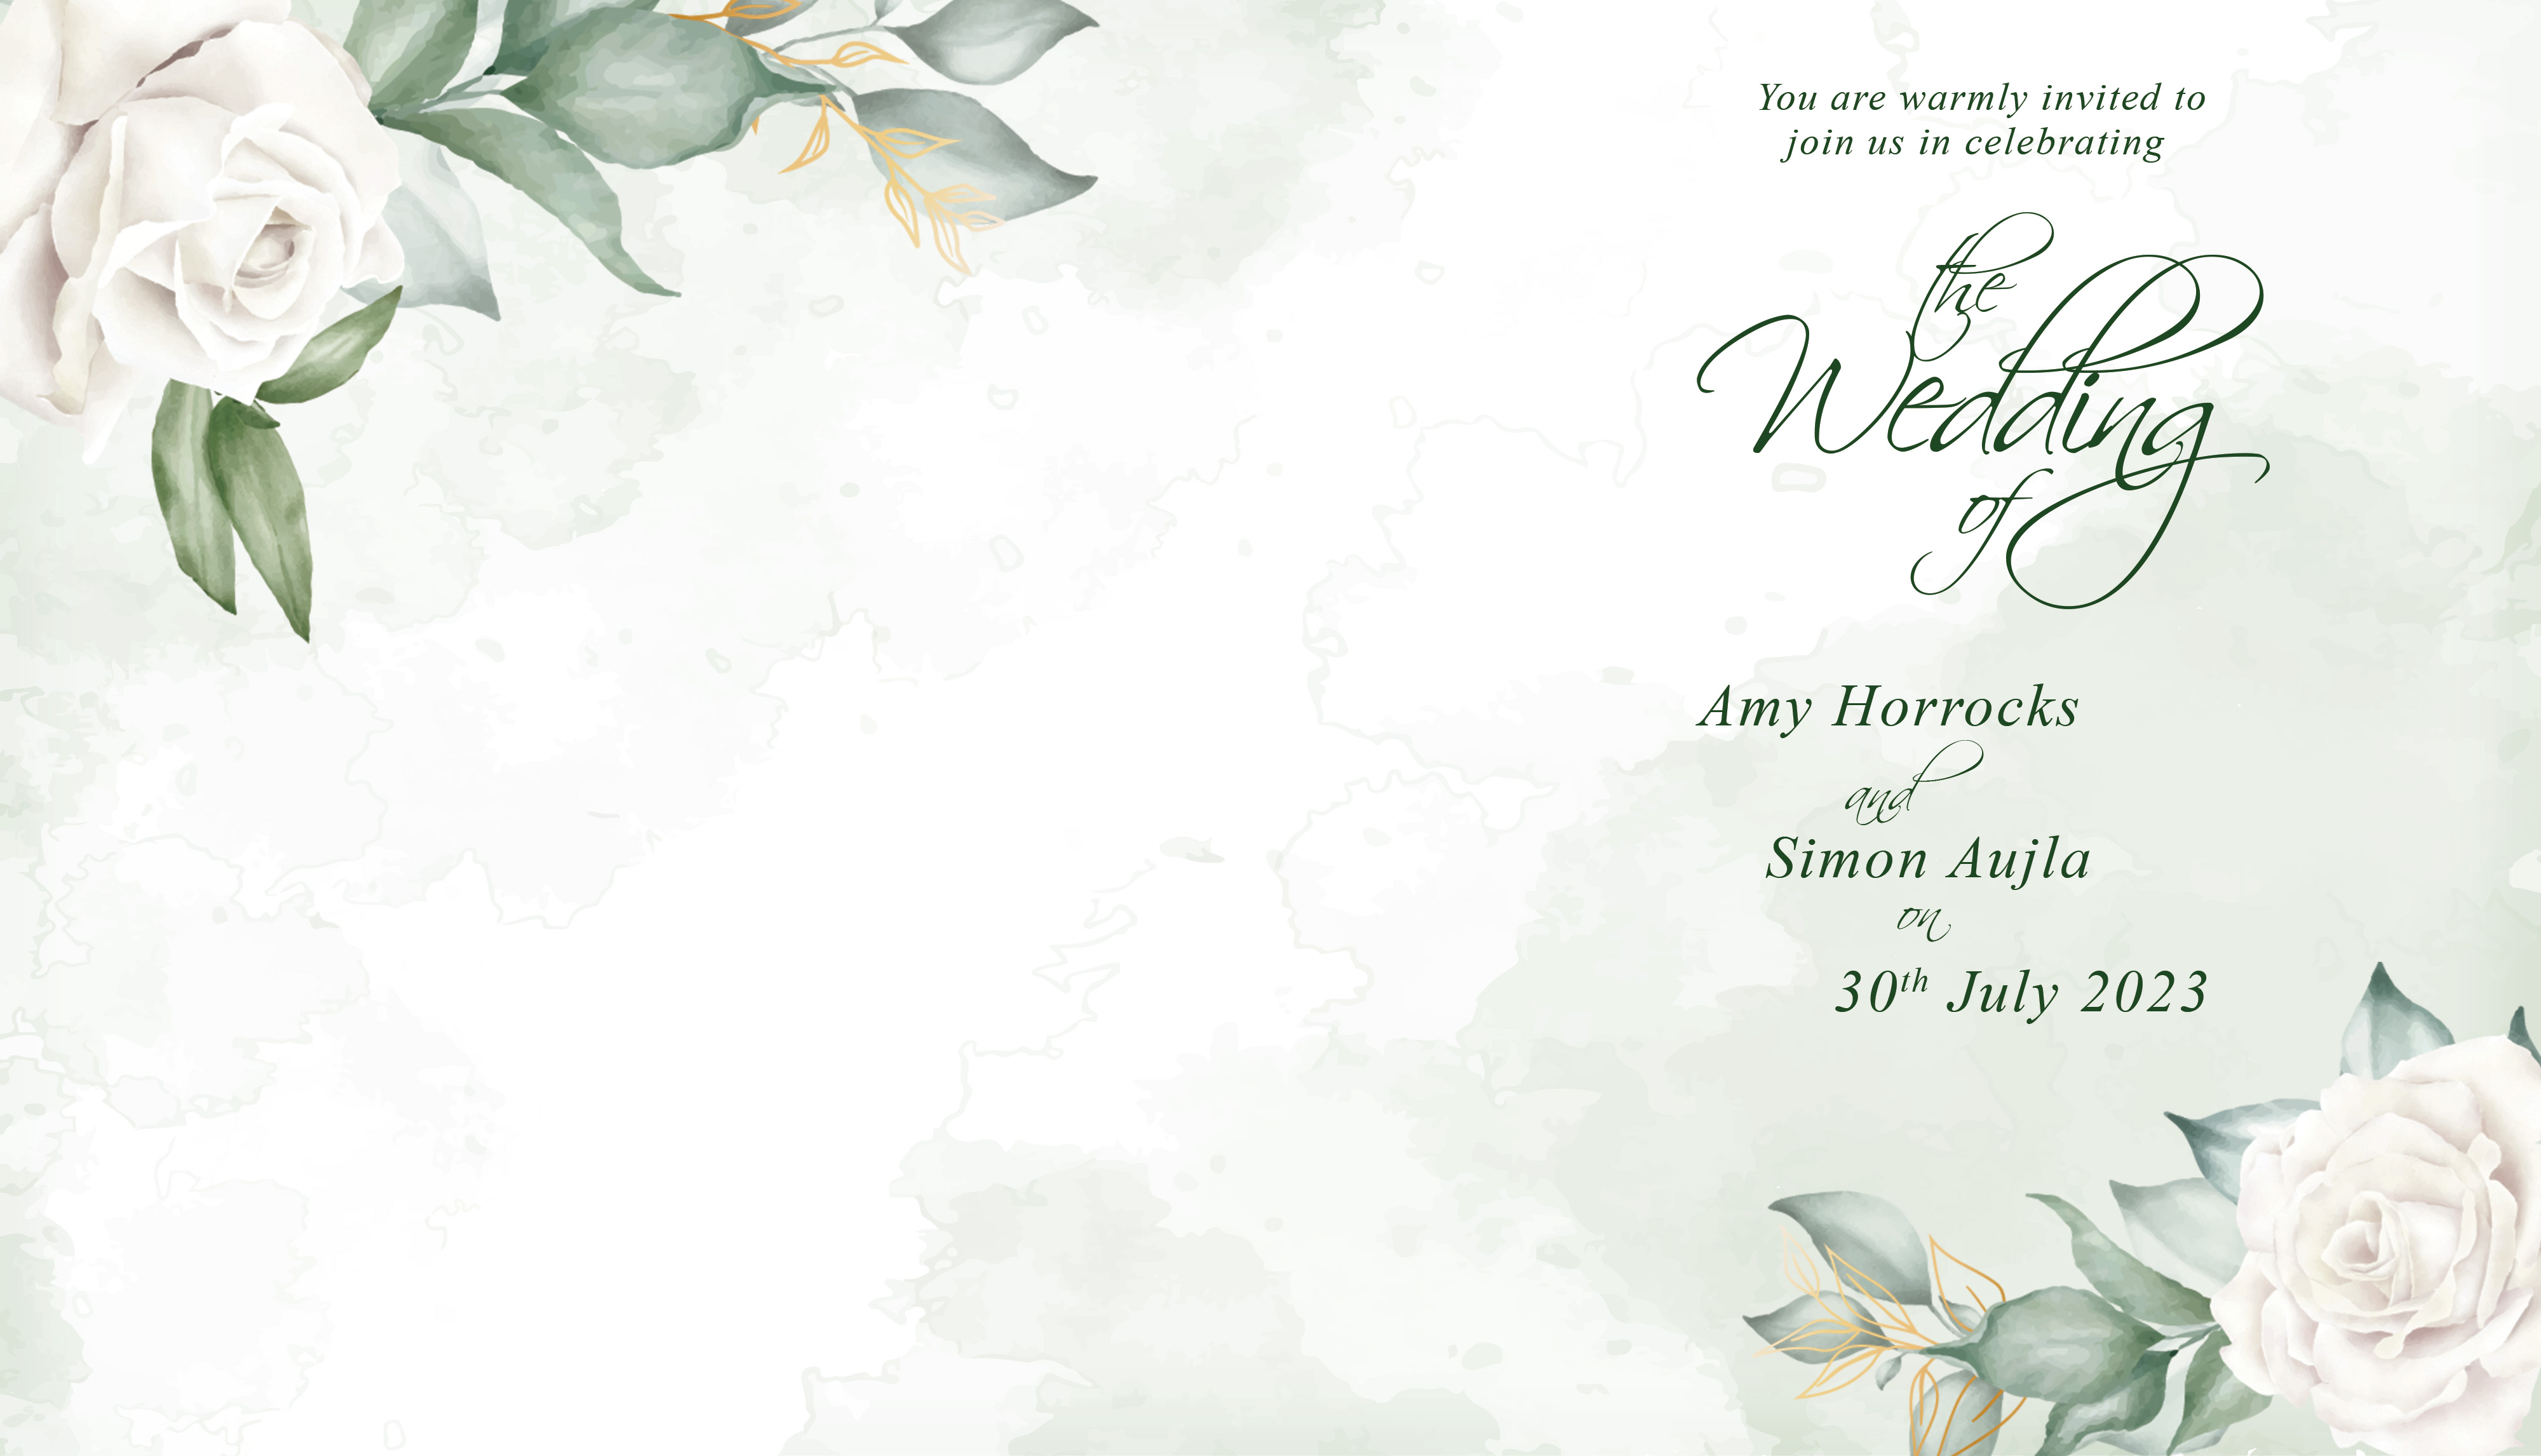 You are warmly invited to
join us in celebrating
the
Wedding
of
Amy Horrocks
and
Simon Aujla
on
30th July 2023